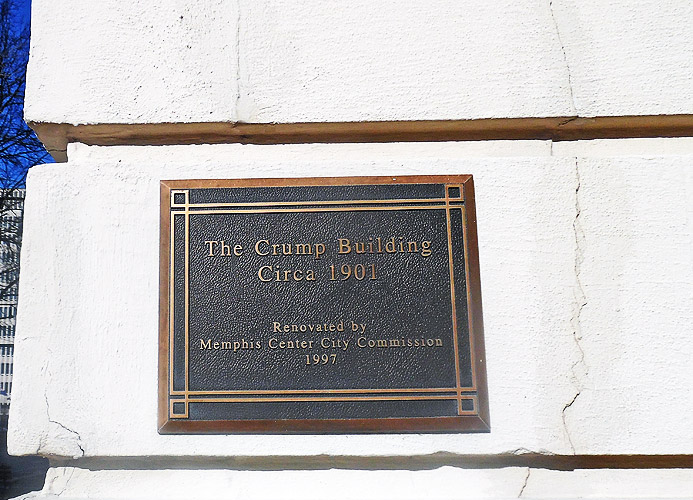 The Crump Building
Circa 1901
Renovated by
Memphis Center City Commission
1997